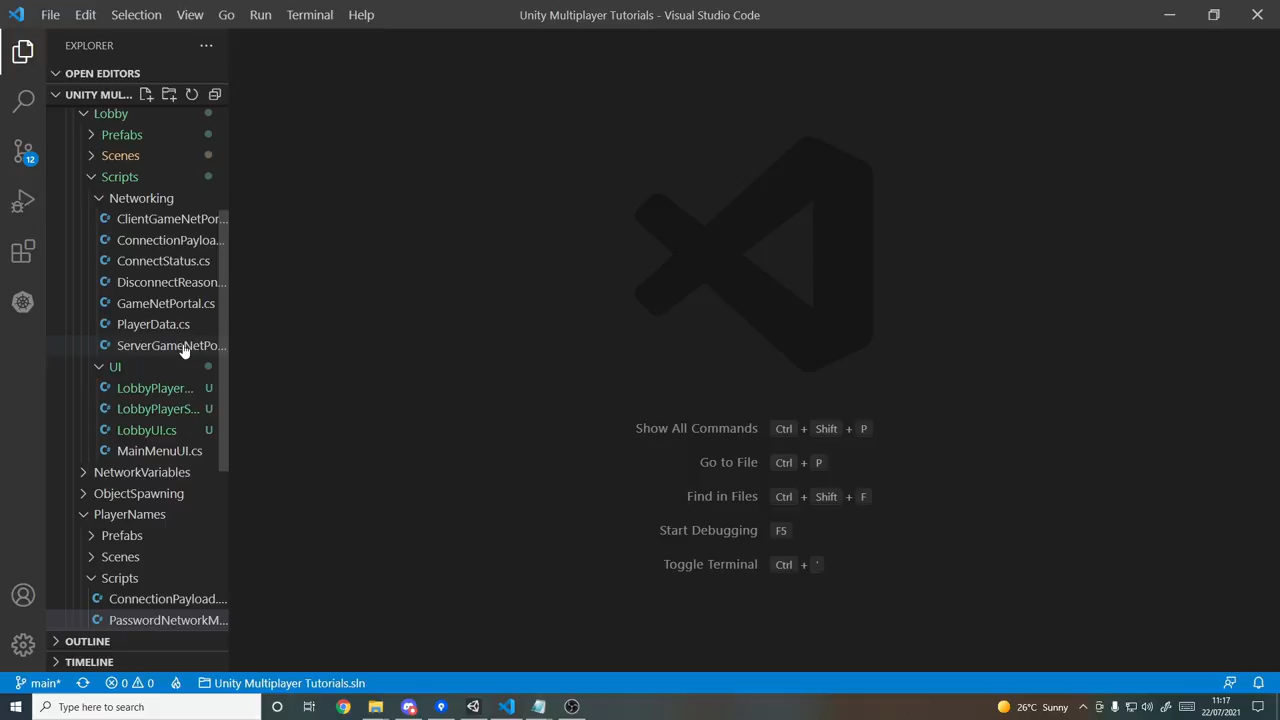 File Edit Selection View Go Run Terminal Help
Unity Multiplayer Tutorials - Visual Studio Code
EXPLORER
OPEN EDITORS
UNITY MUL...
Lobby
Prefabs
Scenes
Scripts
Networking
ClientGameNetPor...
ConnectionPayloa...
ConnectStatus.cs
DisconnectReason...
GameNetPortal.cs
PlayerData.cs
ServerGameNetPo...
UI
LobbyPlayer... U
LobbyPlayerS... U
LobbyUI.cs U
MainMenuUI.cs
NetworkVariables
ObjectSpawning
PlayerNames
Prefabs
Scenes
Scripts
ConnectionPayload....
PasswordNetworkM...
OUTLINE
TIMELINE
12
Show All Commands Ctrl + Shift + P
Go to File Ctrl + P
Find in Files Ctrl + Shift + F
Start Debugging F5
Toggle Terminal Ctrl + '
main* 0 0 Unity Multiplayer Tutorials.sln
Type here to search
26°C Sunny
11:17
22/07/2021